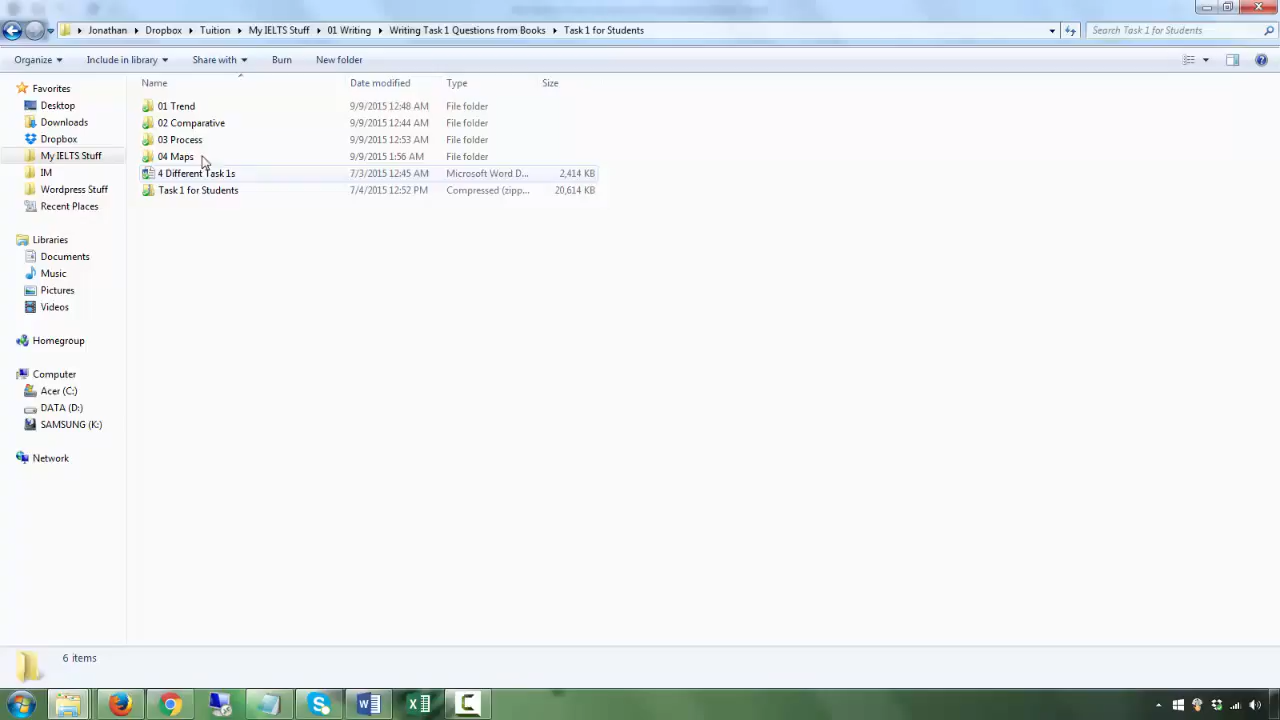 Jonathan Dropbox Tuition My IELTS Stuff 01 Writing Writing Task 1 Questions from Books Task 1 for Students Search Task 1 for Students
Organize Include in library Share with Burn New folder
Name Date modified Type Size
Favorites
Desktop
Downloads
Dropbox
My IELTS Stuff
IM
Wordpress Stuff
Recent Places
Libraries
Documents
Music
Pictures
Videos
Homegroup
Computer
Acer (C:)
DATA (D:)
SAMSUNG (K:)
Network
01 Trend 9/9/2015 12:48 AM File folder
02 Comparative 9/9/2015 12:44 AM File folder
03 Process 9/9/2015 12:53 AM File folder
04 Maps 9/9/2015 1:56 AM File folder
4 Different Task 1s 7/3/2015 12:45 AM Microsoft Word D... 2,414 KB
Task 1 for Students 7/4/2015 12:52 PM Compressed (zipp... 20,614 KB
6 items